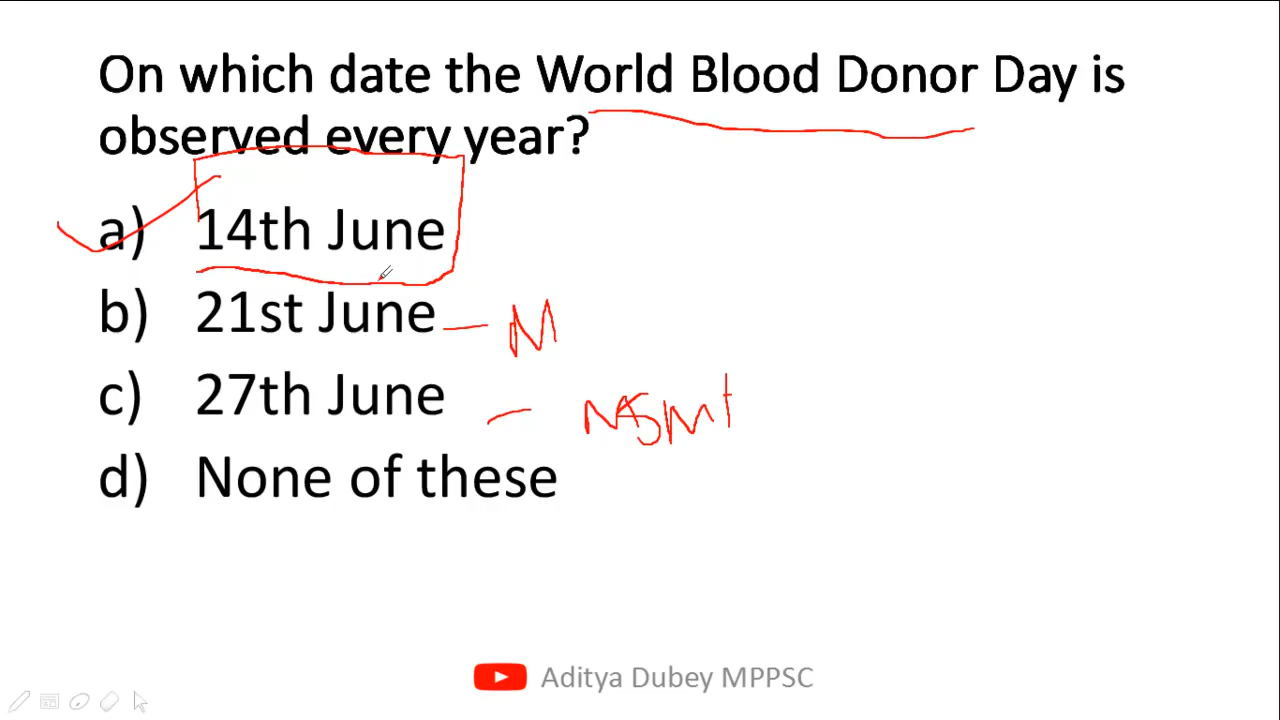 On which date the World Blood Donor Day is
observed every year?
a) 14th June
b) 21st June - M
c) 27th June -
d) None of these
Aditya Dubey MPPSC